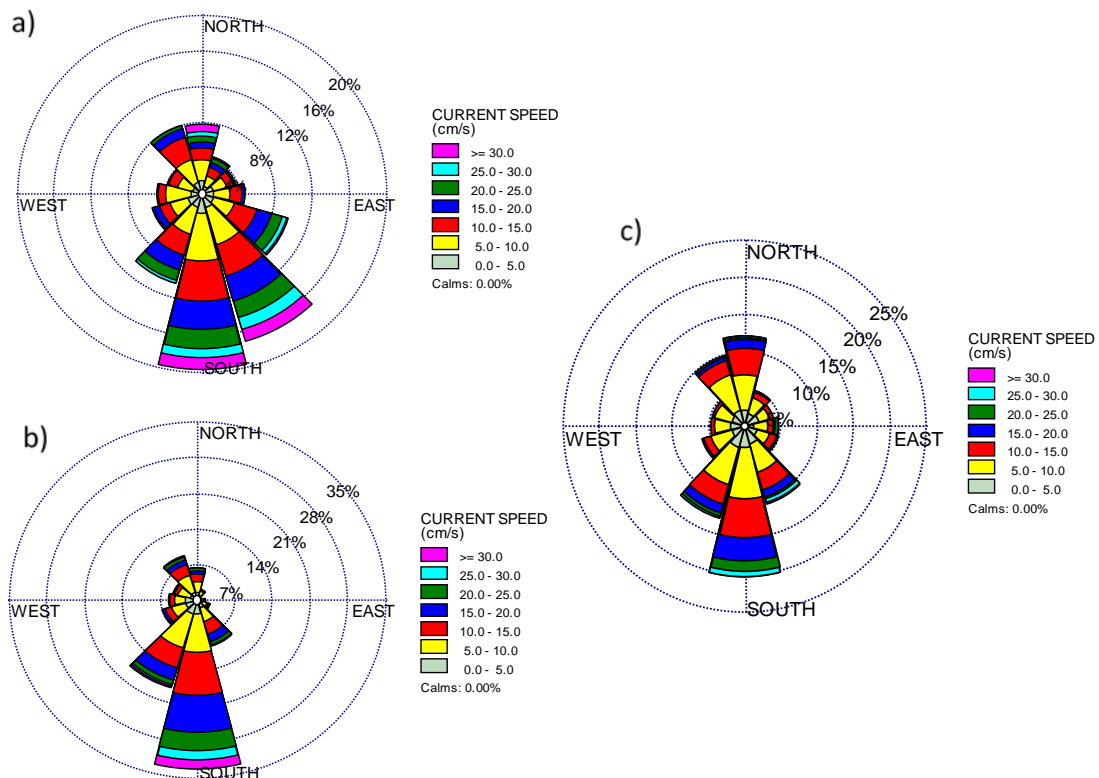 a)
NORTH
20%
16%
12%
8%
%
WEST
EAST
SOUTH
CURRENT SPEED
(cm/s)
>= 30.0
25.0 - 30.0
20.0 - 25.0
15.0 - 20.0
10.0 - 15.0
5.0 - 10.0
0.0 - 5.0
Calms: 0.00%
b)
NORTH
35%
28%
21%
14%
7%
WEST
EAST
SOUTH
CURRENT SPEED
(cm/s)
>= 30.0
25.0 - 30.0
20.0 - 25.0
15.0 - 20.0
10.0 - 15.0
5.0 - 10.0
0.0 - 5.0
Calms: 0.00%
c)
NORTH
25%
20%
15%
10%
%
WEST
EAST
SOUTH
CURRENT SPEED
(cm/s)
>= 30.0
25.0 - 30.0
20.0 - 25.0
15.0 - 20.0
10.0 - 15.0
5.0 - 10.0
0.0 - 5.0
Calms: 0.00%